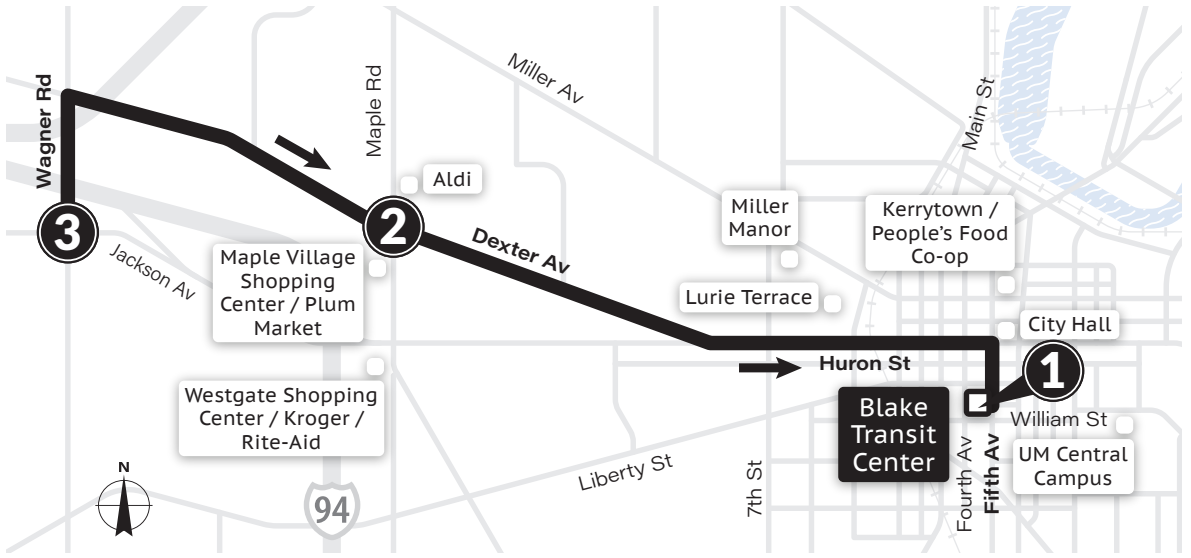 Miller Av
Main St
Maple Rd
Wagner Rd
Aldi
3
2
Miller
Manor
Kerrytown /
People's Food
Co-op
Dexter Av
Jackson Av
Maple Village
Shopping
Center / Plum
Market
Lurie Terrace
City Hall
Huron St
1
Westgate Shopping
Center / Kroger /
Rite-Aid
Blake
Transit
Center
William St
UM Central
Campus
Fourth Av
Fifth Av
Liberty St
7th St
N
94